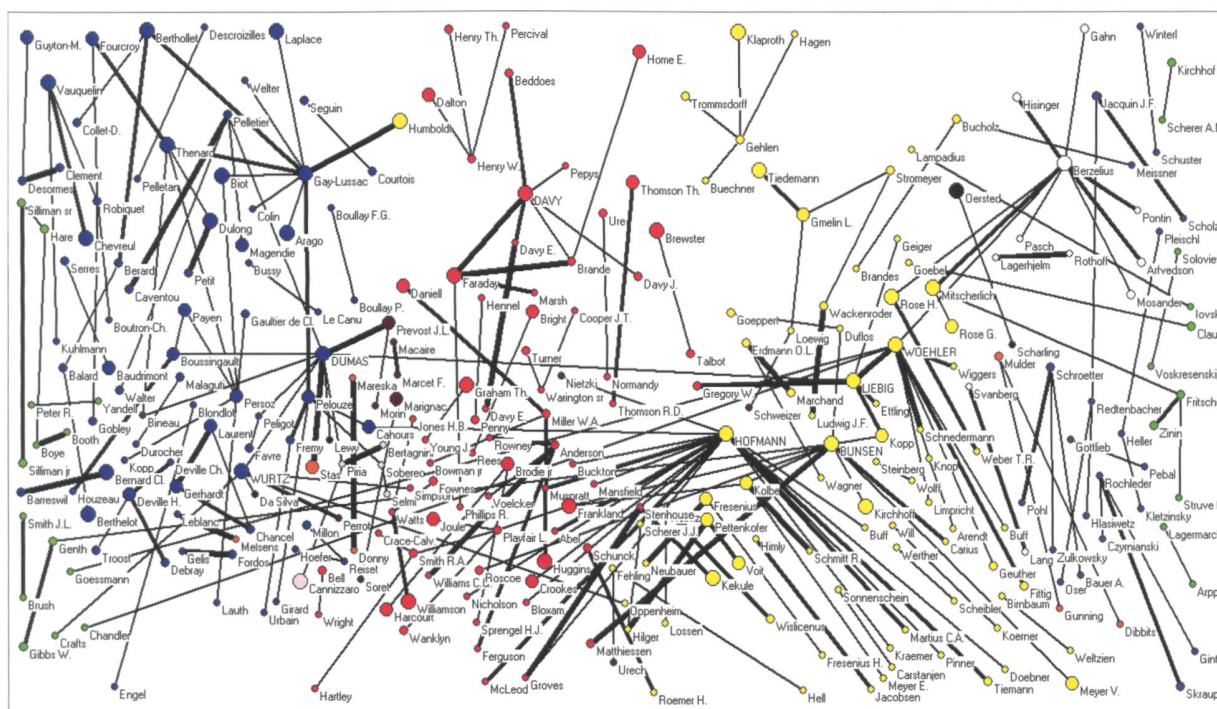 Guyton-M.
Fourcroy
Berthollet
Descroizilles
Laplace
Henry Th.
Percival
Home E.
Klaproth
Hagen
Gahn
Winterl
Kirchhof
Vauquelin
Welter
Seguin
Beddoes
Dalton
Trommsdorff
Hisinger
Jacquin J.F.
Scherer A.
Collet-D.
Pelletier
Humboldt
Gehlen
Bucholz
Schuster
Thenard
Henry W.
Lampadius
Meissner
Clement
Desormes
Pelletan
Biot
Gay-Lussac
Courtois
Pepys
Thomson Th.
Buechner
Tiedemann
Stromeyer
Berzelius
Oersted
Silliman sr
Robiquet
Colin
Boullay F.G.
DAVY
Ure
Gmelin L.
Pontin
Scholz
Hare
Dulong
Arago
Brewster
Chevreul
Magendie
Davy E.
Geiger
Pasch
Pleischl
Serres
Berard
Petit
Bussy
Brande
Brandes
Goebel
Lagerhjelm
Rothoff
Soloviev
Faraday
Davy J.
Arfvedson
Caventou
Boullay P.
Daniell
Marsh
Hennel
Wackenroder
Rose H.
Mitscherlich
Mosander
Iovsk
Boutron-Ch.
Payen
Gaultier de Cl.
Le Canu
Prevost J.L.
Bright
Cooper J.T.
Goeppert
Loewig
Duflos
Rose G.
Claus
Kuhlmann
Boussingault
DUMAS
Macaire
Turner
Talbot
Erdmann O.L.
WOEHLER
Scharling
Mulder
Balard
Baudrimont
Malaguti
Mareska
Marcet F.
Nietzki
Normandy
Schroetter
Voskresenski
Walter
Graham Th.
Warington sr
Gregory W.
Marchand
LIEBIG
Wiggers
Svanberg
Peter R.
Yandell
Blondlot
Persoz
Pelouze
Morin
Marignac
Davy E.
Thomson R.D.
Schweizer
Ettling
Redtenbacher
Fritsche
Booth
Gobley
Bineau
Peligot
Jones H.B.
Penny
Miller W.A.
Ludwig J.F.
Zinin
Boye
Durocher
Laurent
Fremy
Lewy
Cahours
Young J.
Rowney
HOFMANN
BUNSEN
Kopp
Schnedermann
Weber T.R.
Gottlieb
Heller
Silliman jr
Kopp
Deville Ch.
Favre
Stas
Piria
Bertagnini
Rees
Anderson
Steinberg
Knop
Pebal
Barreswil
Bernard Cl.
WURTZ
Sobrero
Bowman jr
Brodie jr
Buckton
Kolbe
Wagner
Wolff
Rochleder
Houzeau
Deville H.
Gerhardt
Da Silva
Selmi
Simpson
Fownes
Voelcker
Muspratt
Mansfield
Fresenius
Limpricht
Pohl
Kletzinsky
Struve
Smith J.L.
Berthelot
Leblanc
Chancel
Millon
Perrot
Watts
Joule
Phillips R.
Frankland
Stenhouse
Pettenkofer
Kirchhoff
Will
Arendt
Buff
Hlasiwetz
Lagermarck
Genth
Troost
Melsens
Hoefer
Donny
Crace-Calv.
Playfair L.
Abel
Scherer J.J.
Himly
Buff
Werther
Carius
Lang
Zulkowsky
Czyrnianski
Goessmann
Debray
Gelis
Fordos
Reiset
Smith R.A.
Huggins
Schunck
Voit
Schmitt R.
Geuther
Bauer A.
Bell
Cannizzaro
Soret
Williams C.G.
Roscoe
Crookes
Fehling
Neubauer
Kekule
Sonnenschein
Fittig
Oser
Arpp
Brush
Lauth
Girard
Urbain
Wright
Harcourt
Williamson
Nicholson
Bloxam
Oppenheim
Wislicenus
Scheibler
Birnbaum
Gunning
Chandler
Crafts
Wanklyn
Sprengel H.J.
Hilger
Lossen
Martius C.A.
Koerner
Dibbits
Gibbs W.
Ferguson
Matthiessen
Fresenius H.
Kraemer
Pinner
Weltzien
Urech
Carstanjen
Doebner
Gintl
Engel
Hartley
McLeod
Groves
Roemer H.
Hell
Meyer E.
Jacobsen
Tiemann
Meyer V.
Skraup